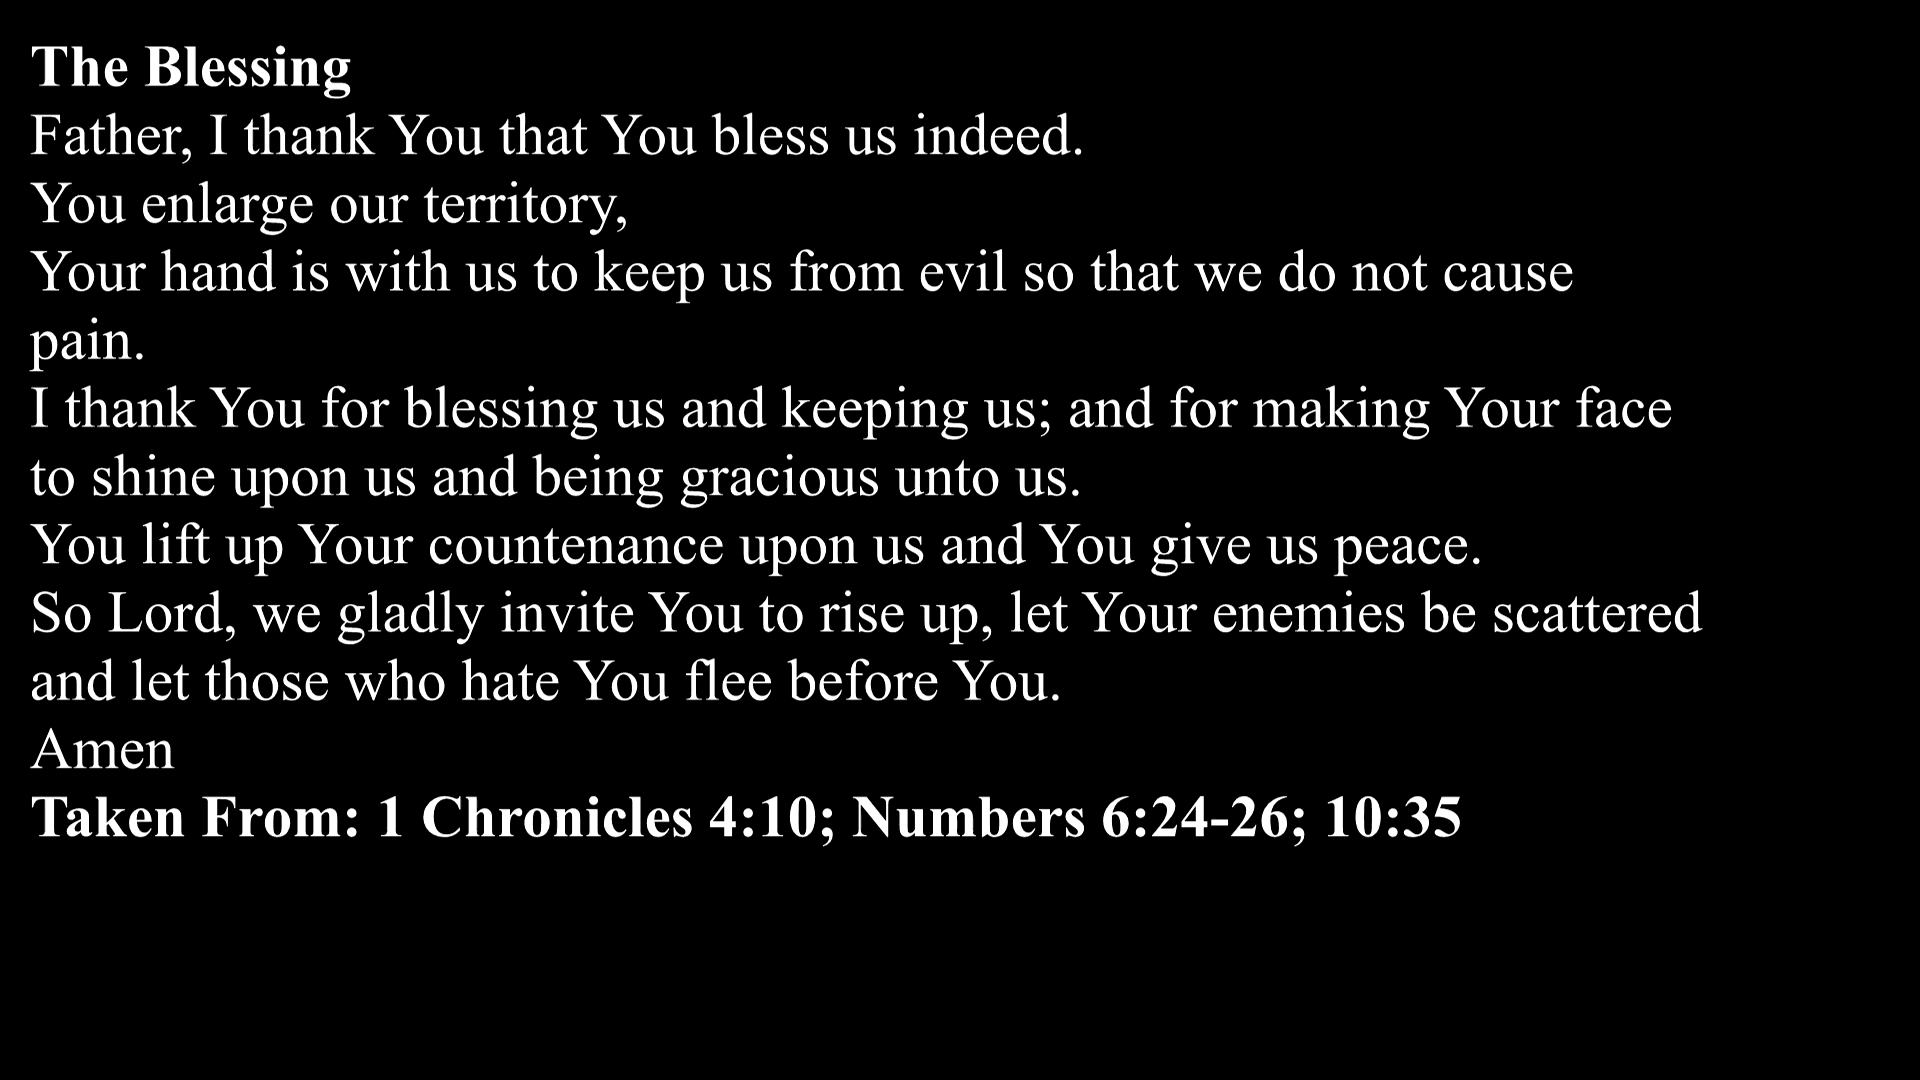 The Blessing
Father, I thank You that You bless us indeed.
You enlarge our territory,
Your hand is with us to keep us from evil so that we do not cause
pain.
I thank You for blessing us and keeping us; and for making Your face
to shine upon us and being gracious unto us.
You lift up Your countenance upon us and You give us peace.
So Lord, we gladly invite You to rise up, let Your enemies be scattered
and let those who hate You flee before You.
Amen
Taken From: 1 Chronicles 4:10; Numbers 6:24-26; 10:35